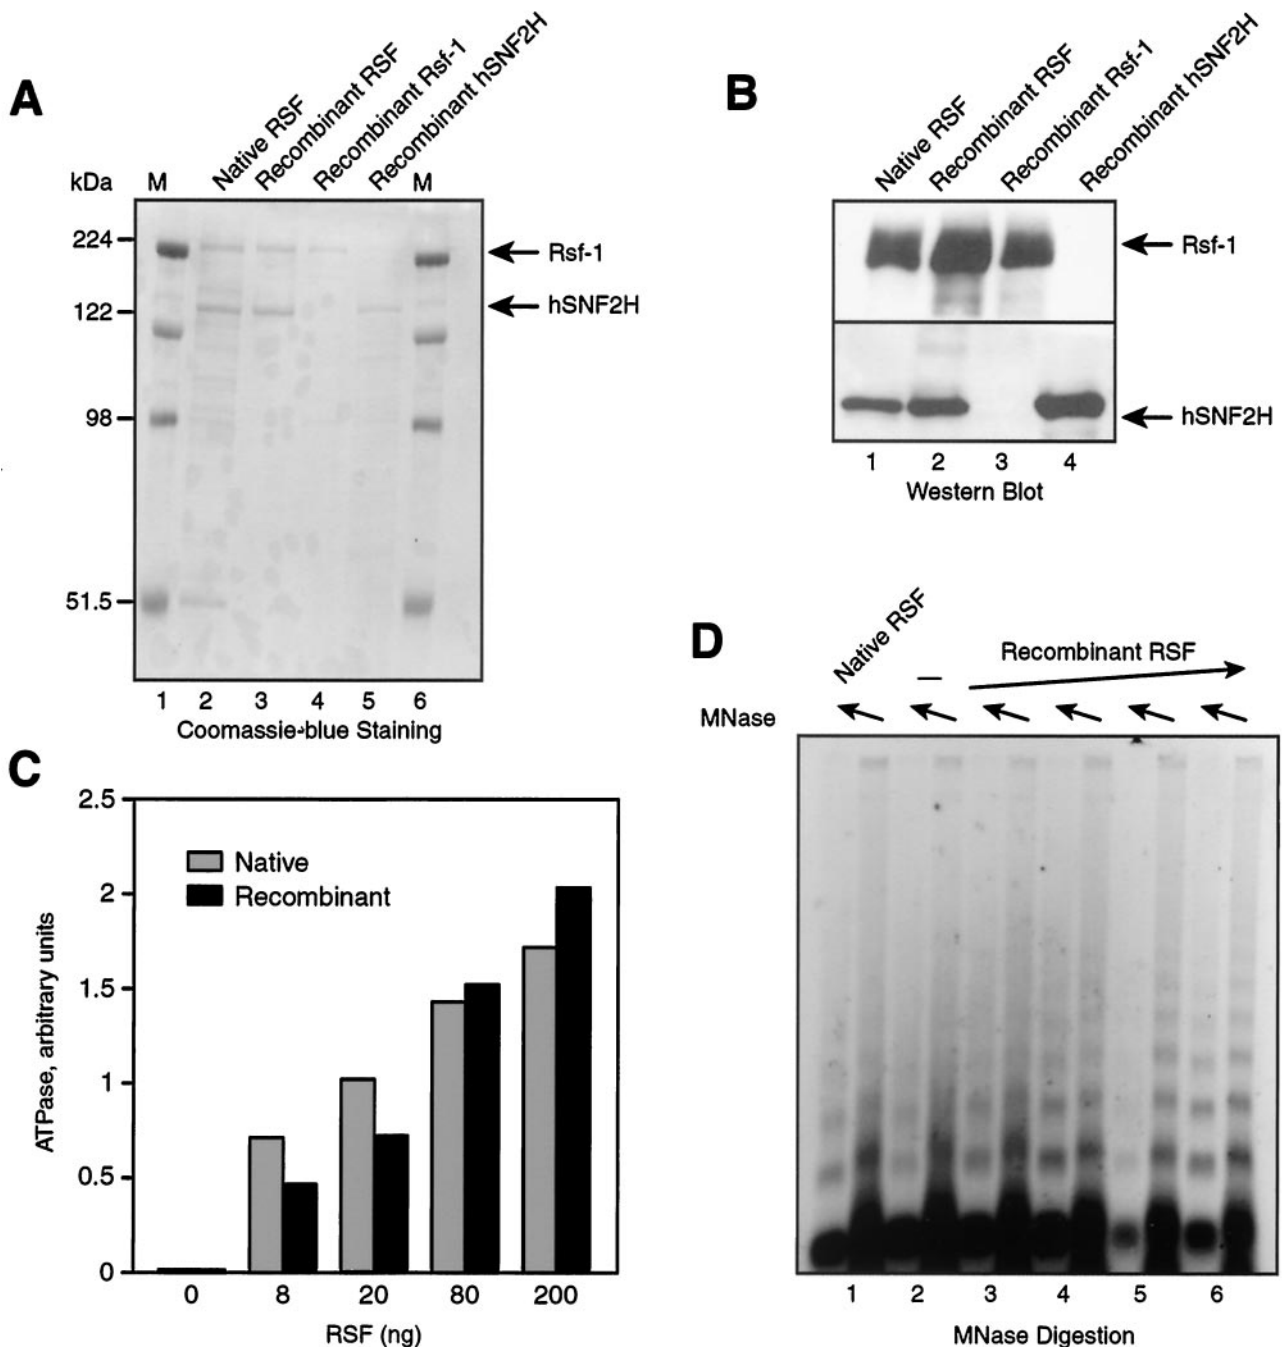 A
Native RSF
Recombinant RSF
Recombinant Rsf-1
Recombinant hSNF2H
kDa
M
M
224
122
98
51.5
Rsf-1
hSNF2H
1 2 3 4 5 6
Coomassie-blue Staining
B
Native RSF
Recombinant RSF
Recombinant Rsf-1
Recombinant hSNF2H
Rsf-1
hSNF2H
1 2 3 4
Western Blot
C
2.5
2
1.5
1
0.5
0
ATPase, arbitrary units
Native
Recombinant
0 8 20 80 200
RSF (ng)
D
Native RSF
—
Recombinant RSF
MNase
1 2 3 4 5 6
MNase Digestion